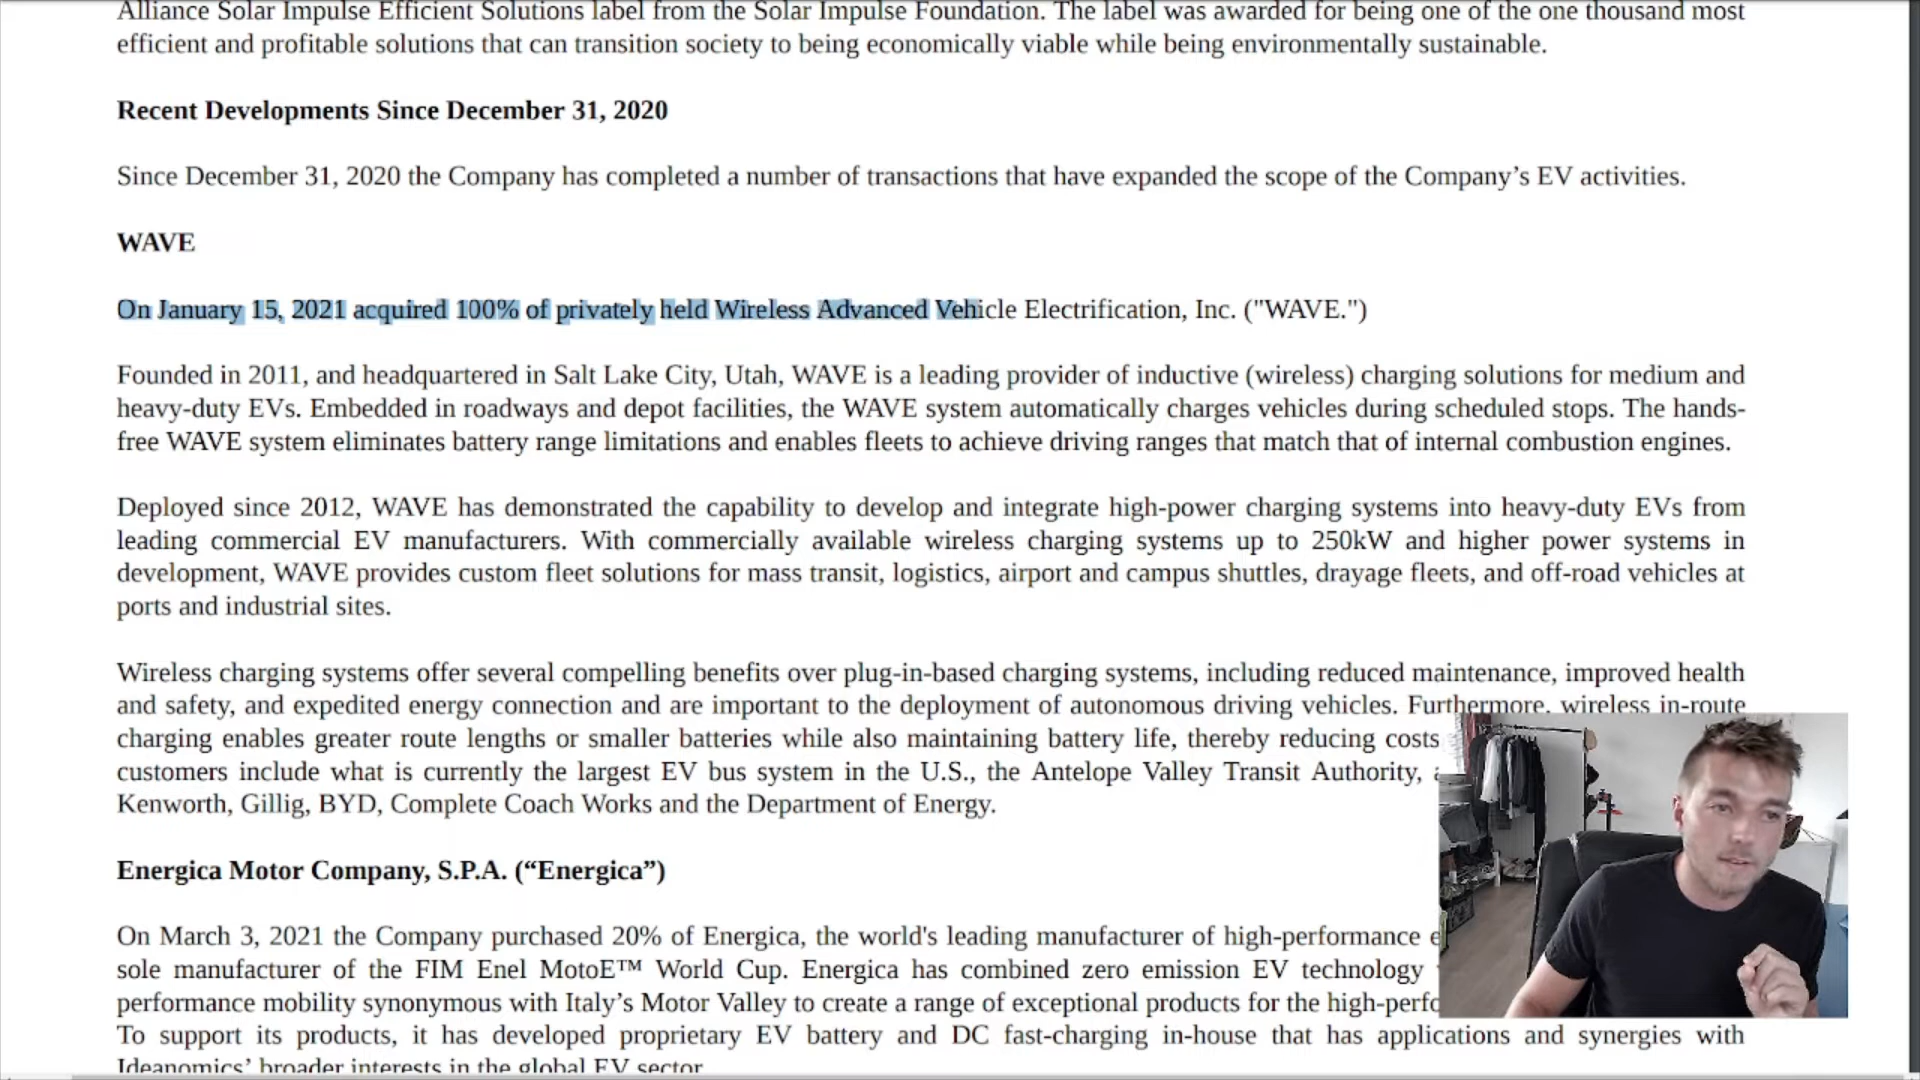 Alliance Solar Impulse Efficient Solutions label from the Solar Impulse Foundation. The label was awarded for being one of the one thousand most
efficient and profitable solutions that can transition society to being economically viable while being environmentally sustainable.
Recent Developments Since December 31, 2020
Since December 31, 2020 the Company has completed a number of transactions that have expanded the scope of the Company’s EV activities.
WAVE
On January 15, 2021 acquired 100% of privately held Wireless Advanced Vehicle Electrification, Inc. ("WAVE.")
Founded in 2011, and headquartered in Salt Lake City, Utah, WAVE is a leading provider of inductive (wireless) charging solutions for medium and
heavy-duty EVs. Embedded in roadways and depot facilities, the WAVE system automatically charges vehicles during scheduled stops. The hands-
free WAVE system eliminates battery range limitations and enables fleets to achieve driving ranges that match that of internal combustion engines.
Deployed since 2012, WAVE has demonstrated the capability to develop and integrate high-power charging systems into heavy-duty EVs from
leading commercial EV manufacturers. With commercially available wireless charging systems up to 250kW and higher power systems in
development, WAVE provides custom fleet solutions for mass transit, logistics, airport and campus shuttles, drayage fleets, and off-road vehicles at
ports and industrial sites.
Wireless charging systems offer several compelling benefits over plug-in-based charging systems, including reduced maintenance, improved health
and safety, and expedited energy connection and are important to the deployment of autonomous driving vehicles. Furthermore, wireless in-route
charging enables greater route lengths or smaller batteries while also maintaining battery life, thereby reducing costs
customers include what is currently the largest EV bus system in the U.S., the Antelope Valley Transit Authority,
Kenworth, Gillig, BYD, Complete Coach Works and the Department of Energy.
Energica Motor Company, S.P.A. (“Energica”)
On March 3, 2021 the Company purchased 20% of Energica, the world's leading manufacturer of high-performance
sole manufacturer of the FIM Enel MotoE™ World Cup. Energica has combined zero emission EV technology
performance mobility synonymous with Italy’s Motor Valley to create a range of exceptional products for the
To support its products, it has developed proprietary EV battery and DC fast-charging in-house that has applications and synergies with
Ideanomics’ broader interests in the global EV sector.